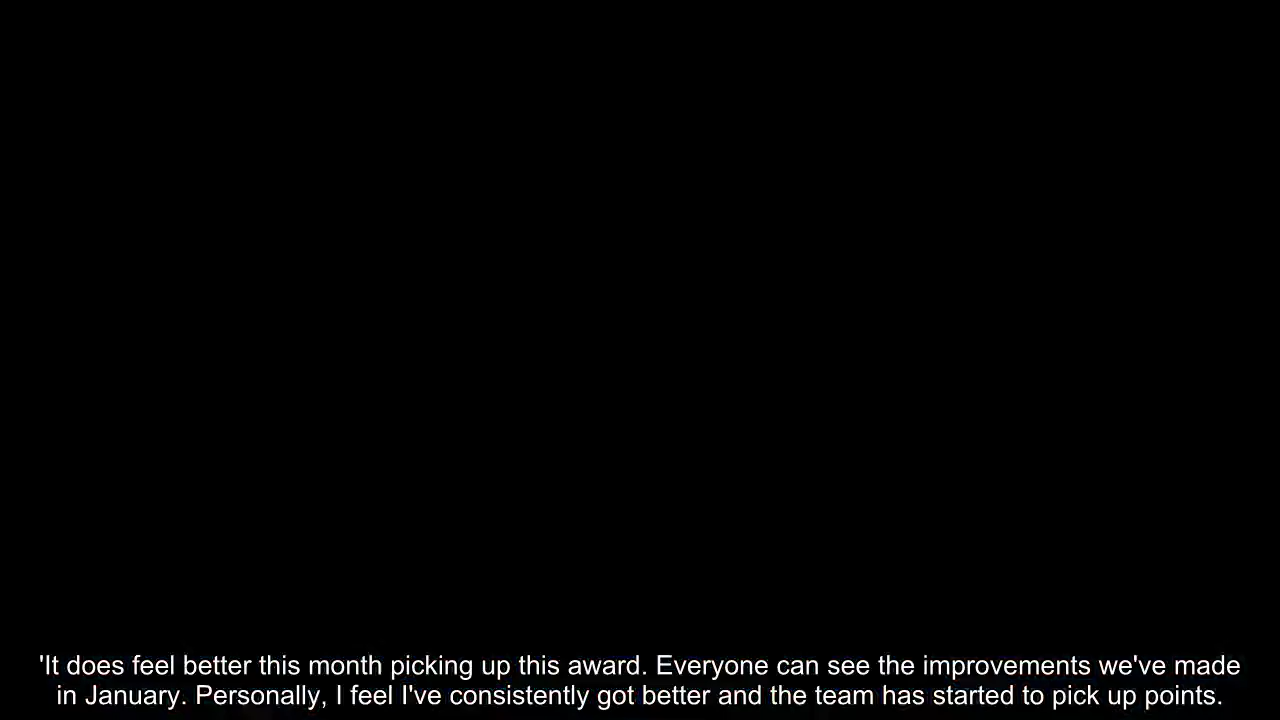 'It does feel better this month picking up this award. Everyone can see the improvements we've made
in January. Personally, I feel I've consistently got better and the team has started to pick up points.